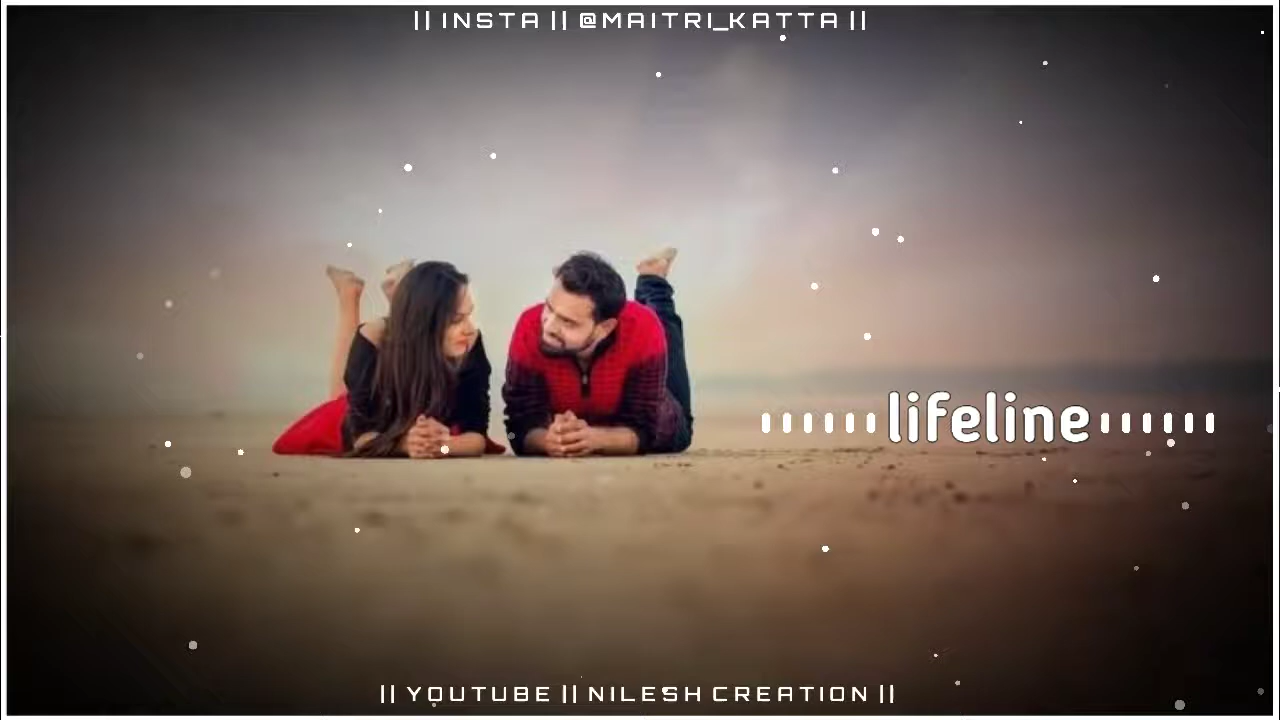 || INSTA || @MAITRI_KATTA ||
lifeline
|| YOUTUBE || NILESH CREATION ||